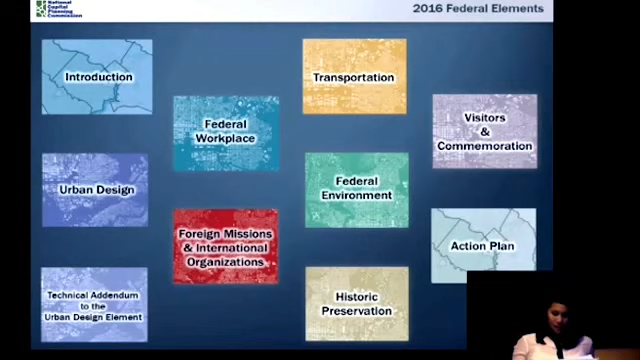 National
Capital
Planning
Commission
2016 Federal Elements
Introduction
Transportation
Federal
Workplace
Visitors
&
Commemoration
Urban Design
Federal
Environment
Foreign Missions
& International
Organizations
Action Plan
Technical Addendum
to the
Urban Design Element
Historic
Preservation